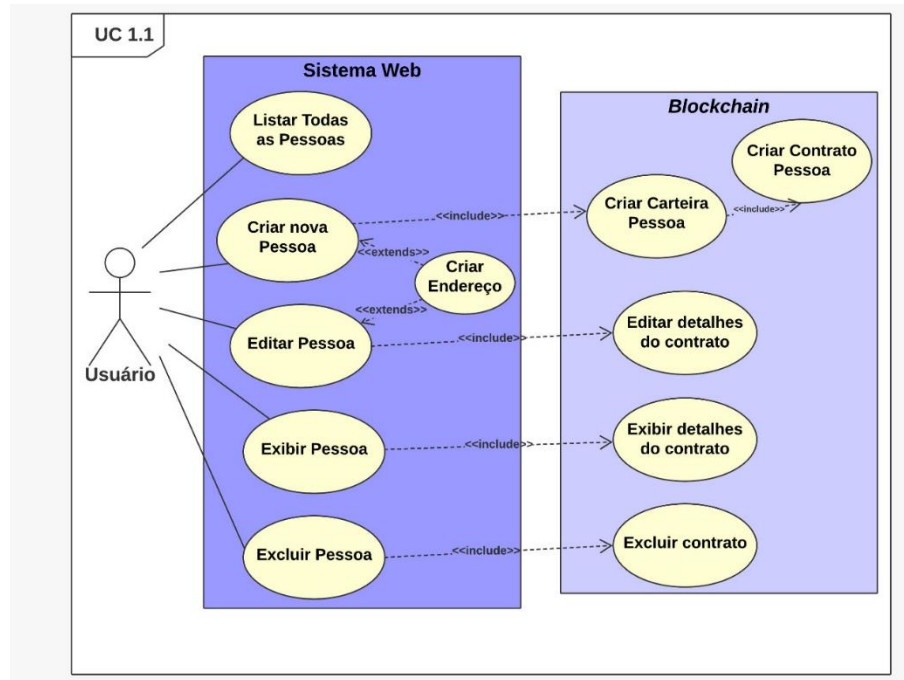 UC 1.1
Sistema Web
Blockchain
Listar Todas
as Pessoas
Criar Contrato
Pessoa
Criar nova
Pessoa
<<include>>
Criar Carteira
Pessoa
<<include>>
<<extends>>
Criar
Endereço
<<extends>>
Editar Pessoa
<<include>>
Editar detalhes
do contrato
Usuário
Exibir Pessoa
<<include>>
Exibir detalhes
do contrato
Excluir Pessoa
<<include>>
Excluir contrato